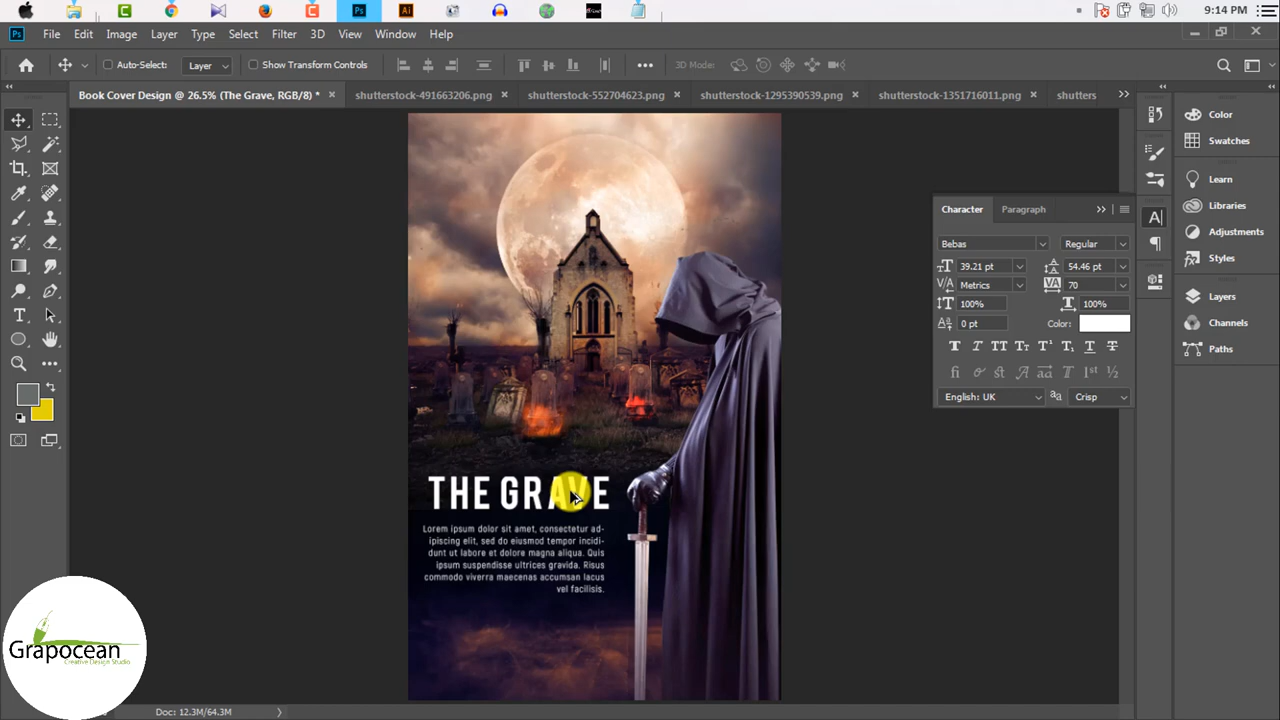 9:14 PM
File Edit Image Layer Type Select Filter 3D View Window Help
Auto-Select: Layer Show Transform Controls 3D Mode:
Book Cover Design @ 26.5% (The Grave, RGB/8) * shutterstock-491663206.png shutterstock-552704623.png shutterstock-1295390539.png shutterstock-1351716011.png shutters
Color
Swatches
Learn
Libraries
Adjustments
Styles
Layers
Channels
Paths
Character Paragraph
Bebas Regular
39.21 pt 54.46 pt
Metrics 70
100% 100%
0 pt Color:
English: UK Crisp
THE GRAVE
Lorem ipsum dolor sit amet, consectetur ad-
ipiscing elit, sed do eiusmod tempor incidi-
dunt ut labore et dolore magna aliqua. Quis
ipsum suspendisse ultrices gravida. Risus
commodo viverra maecenas accumsan lacus
vel facilisis.
Grapocean
Creative Design Studio
Doc: 12.3M/64.3M